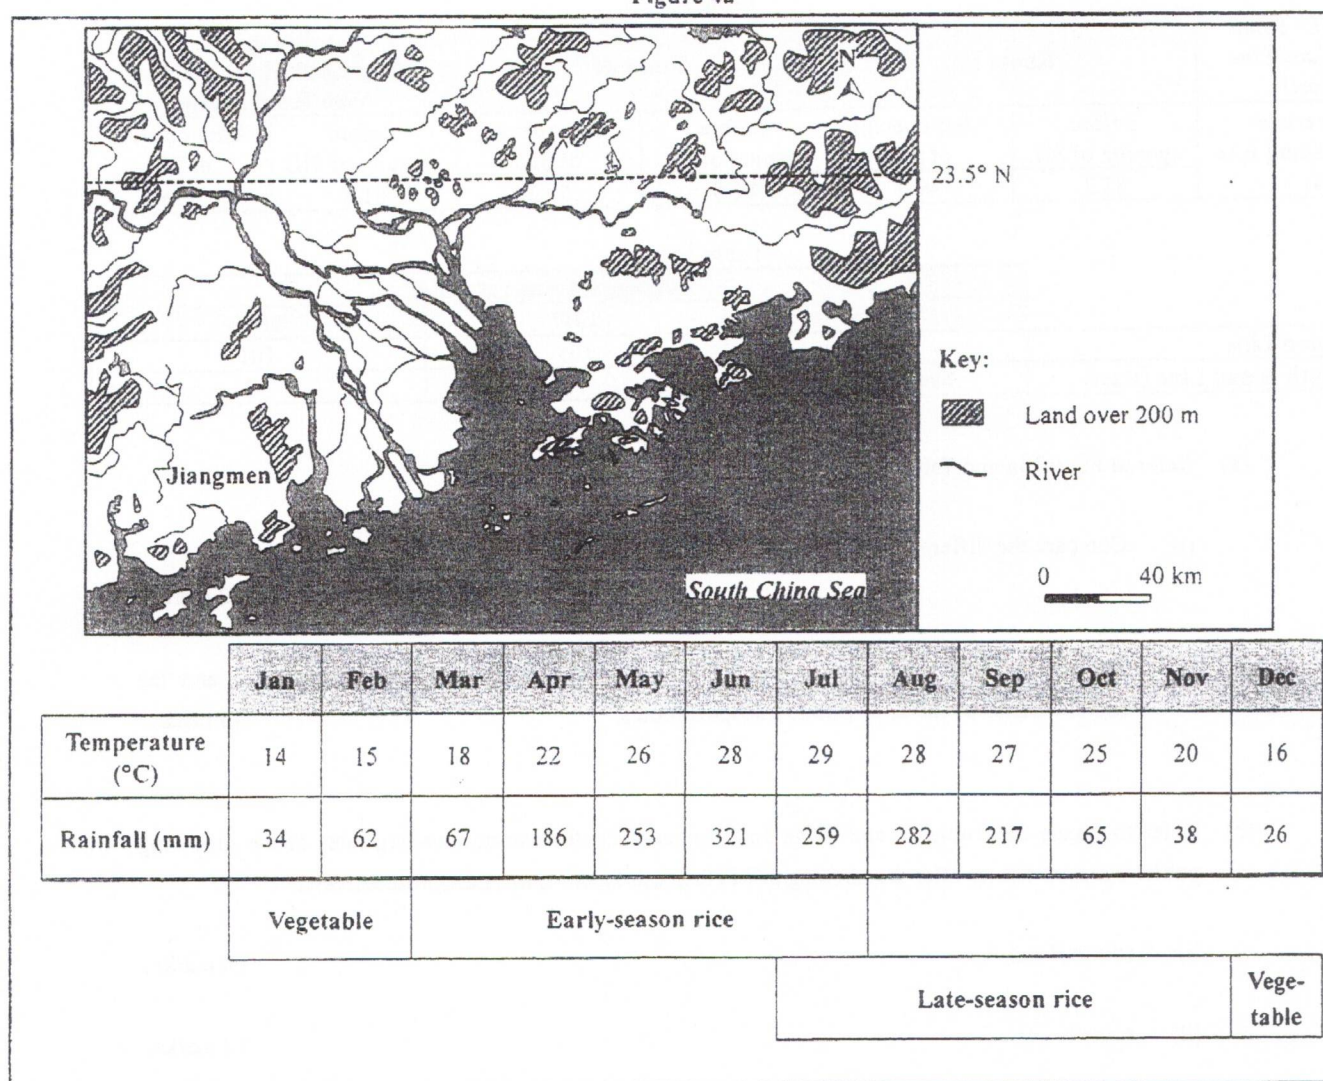 N
23.5° N
Key:
Land over 200 m
River
Jiangmen
South China Sea
0 40 km
Jan Feb Mar Apr May Jun Jul Aug Sep Oct Nov Dec
Temperature
(°C)
14 15 18 22 26 28 29 28 27 25 20 16
Rainfall (mm) 34 62 67 186 253 321 259 282 217 65 38 26
Vegetable Early-season rice
Late-season rice
Vege-
table